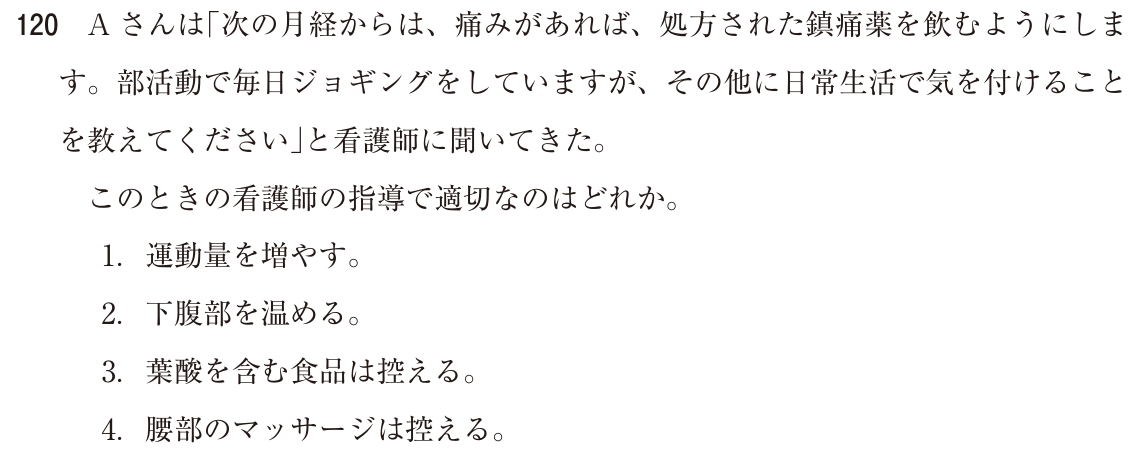 120　A さんは「次の月経からは、痛みがあれば、処方された鎮痛薬を飲むようにしま
す。部活動で毎日ジョギングをしていますが、その他に日常生活で気を付けること
を教えてください」と看護師に聞いてきた。
このときの看護師の指導で適切なのはどれか。
1. 運動量を増やす。
2. 下腹部を温める。
3. 葉酸を含む食品は控える。
4. 腰部のマッサージは控える。